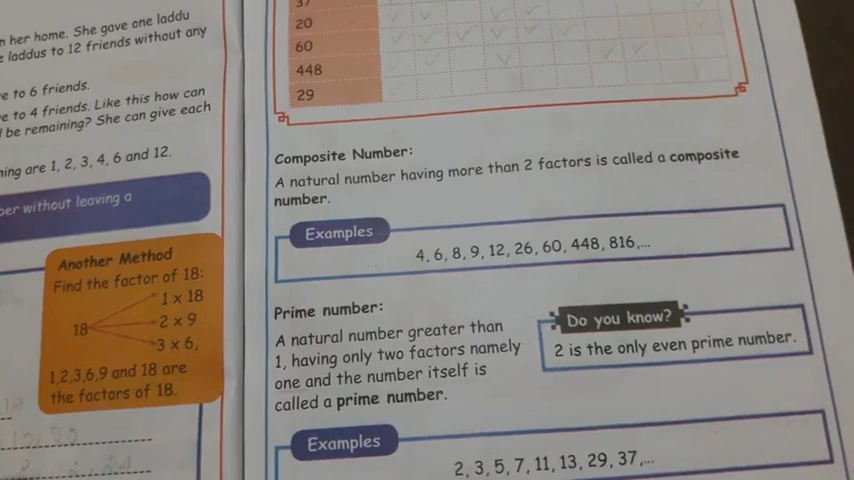 n her home. She gave one laddu
e laddus to 12 friends without any
e to 6 friends.
e to 4 friends. Like this how can
be remaining? She can give each
ning are 1, 2, 3, 4, 6 and 12.
ber without leaving a
Another Method
Find the factor of 18:
1 x 18
18
2 x 9
3 x 6,
1,2,3,6,9 and 18 are
the factors of 18.
37
20
60
448
29
Composite Number:
A natural number having more than 2 factors is called a composite
number.
Examples
4, 6, 8, 9, 12, 26, 60, 448, 816,...
Prime number:
A natural number greater than
1, having only two factors namely
one and the number itself is
called a prime number.
Do you know?
2 is the only even prime number.
Examples
2, 3, 5, 7, 11, 13, 29, 37,...